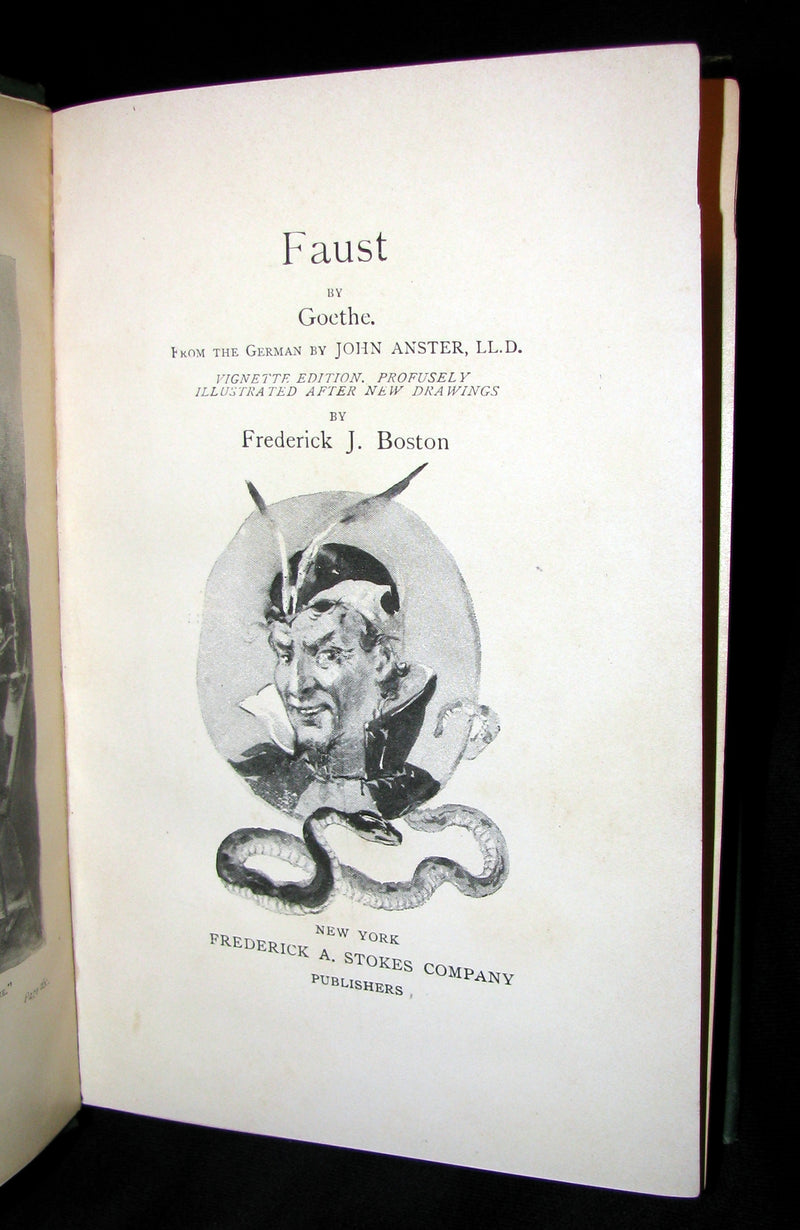 Faust
BY
Goethe.
FROM THE GERMAN BY JOHN ANSTER, LL.D.
VIGNETTE EDITION. PROFUSELY
ILLUSTRATED AFTER NEW DRAWINGS
BY
Frederick J. Boston
NEW YORK
FREDERICK A. STOKES COMPANY
PUBLISHERS